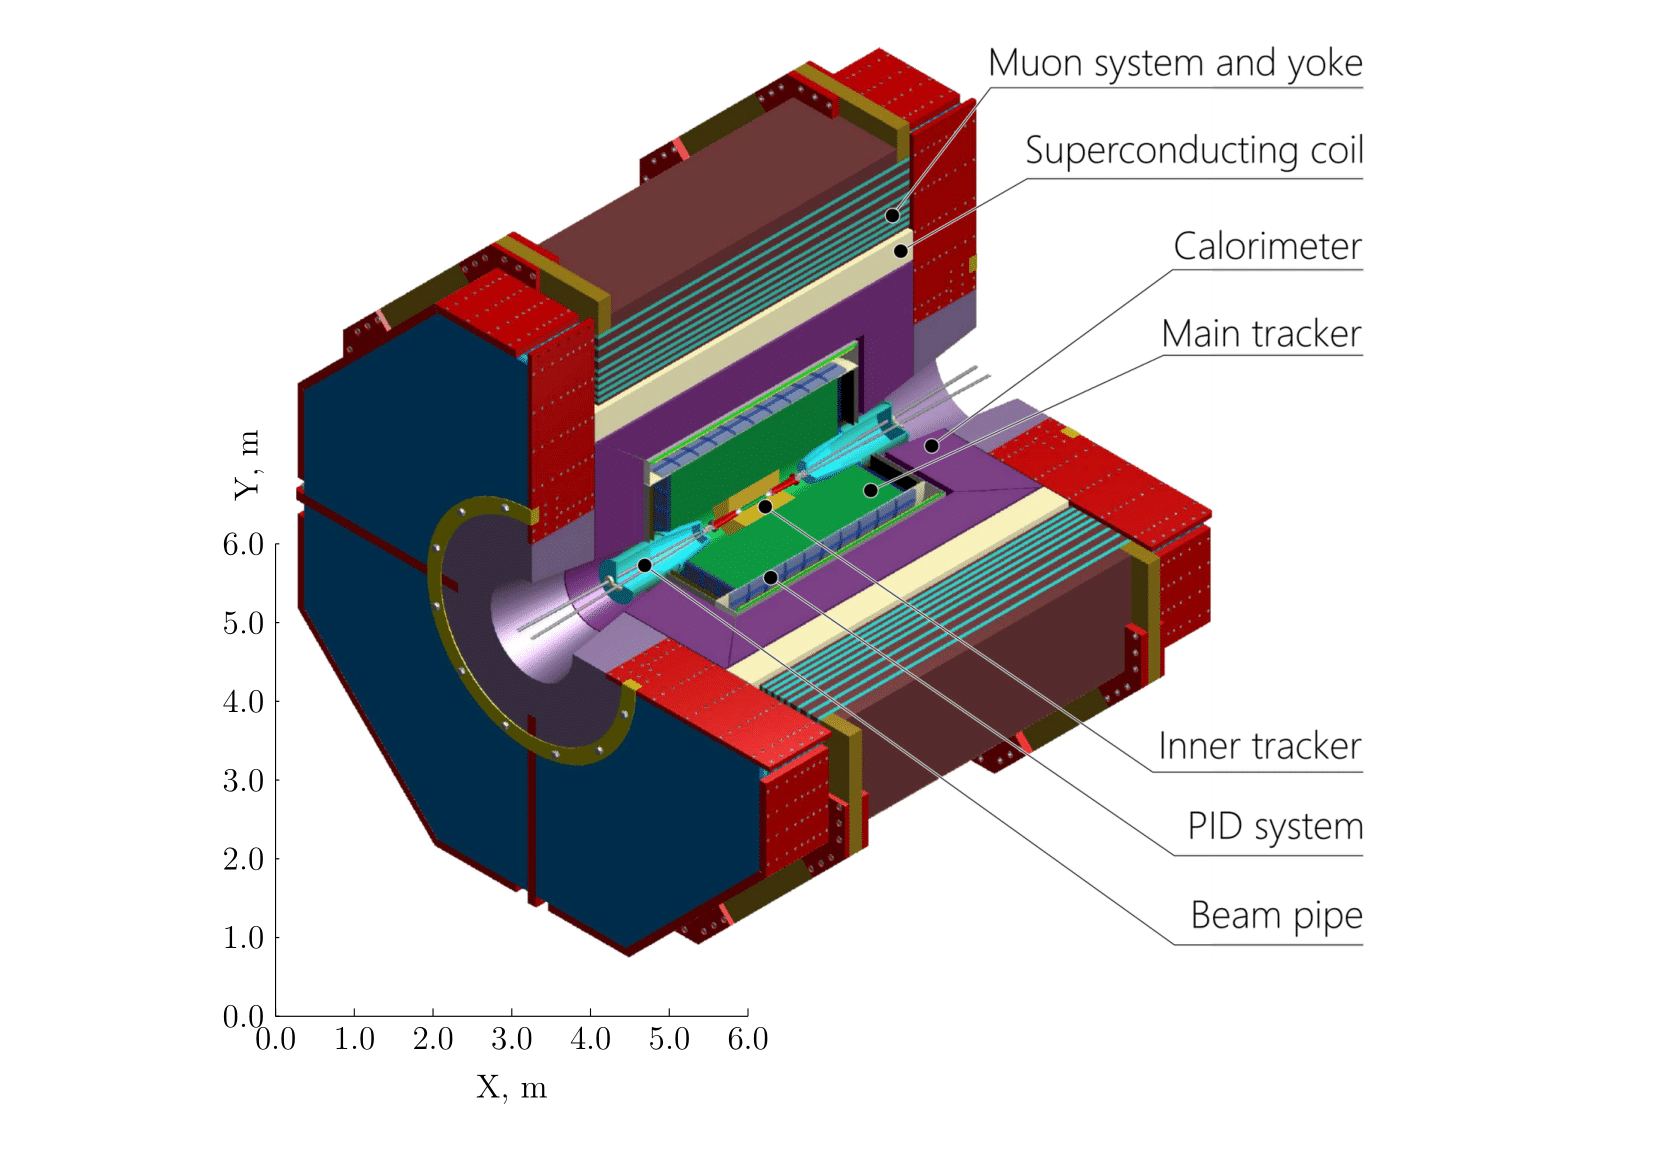 Muon system and yoke
Superconducting coil
Calorimeter
Main tracker
Inner tracker
PID system
Beam pipe
Y, m
6.0
5.0
4.0
3.0
2.0
1.0
0.0
0.0 1.0 2.0 3.0 4.0 5.0 6.0
X, m